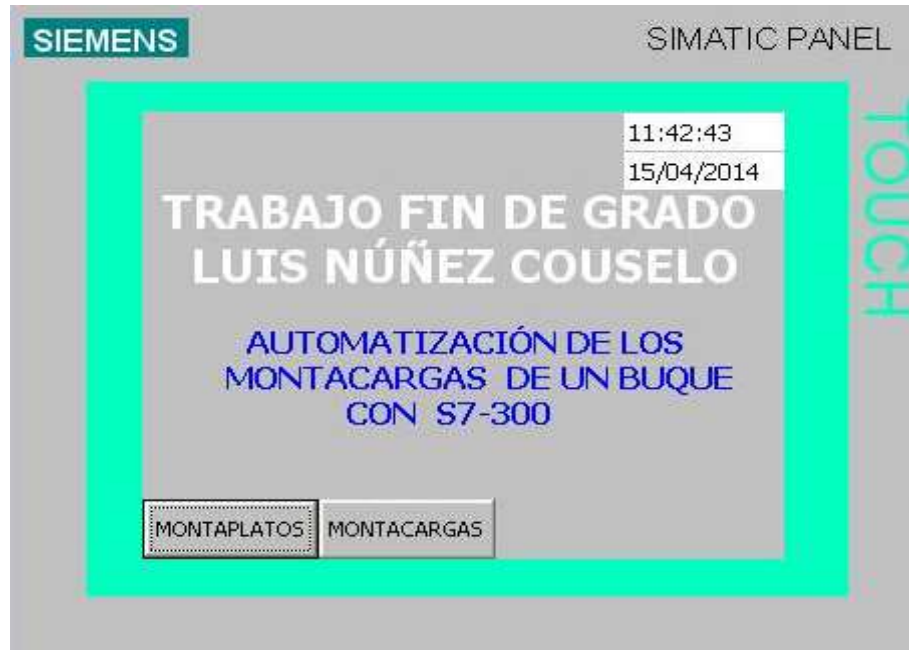 SIEMENS
SIMATIC PANEL
TOUCH
11:42:43
15/04/2014
TRABAJO FIN DE GRADO
LUIS NÚÑEZ COUSELO
AUTOMATIZACIÓN DE LOS
MONTACARGAS DE UN BUQUE
CON S7-300
MONTAPLATOS
MONTACARGAS